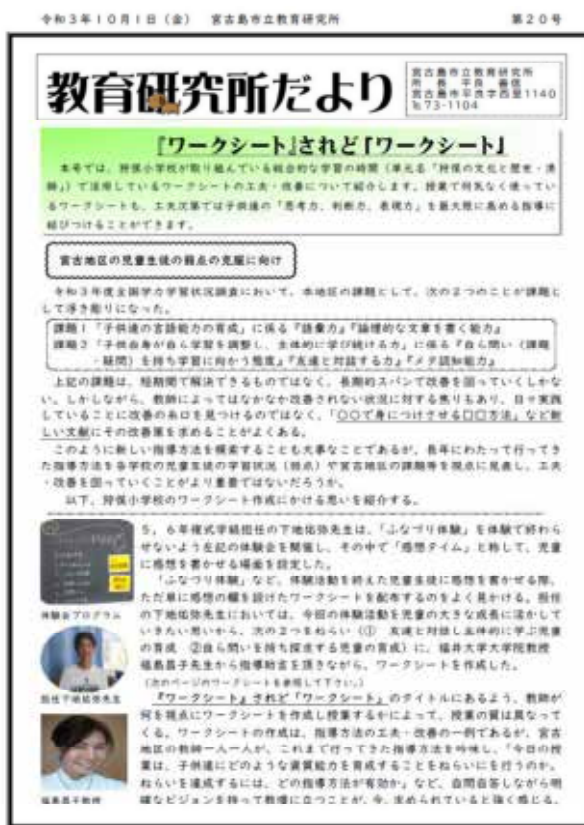 令和3年10月1日（金）　宮古島市立教育研究所　第20号
教育研究所だより
宮古島市立教育研究所
所長　平良　善信
宮古島市平良字西里1140
℡73-1104
『ワークシート』されど「ワークシート」
本号では、狩俣小学校が取り組んでいる総合的な学習の時間（単元名「狩俣の文化と歴史・漁
師」）で活用しているワークシートの工夫・改善について紹介します。授業で何気なく使ってい
るワークシートも、工夫次第では子供達の「思考力、判断力、表現力」を最大限に高める指導に
結びつけることができます。
宮古地区の児童生徒の弱点の克服に向け
令和3年度全国学力学習状況調査において、本地区の課題として、次の2つのことが課題と
して浮き彫りになった。
課題1「子供達の言語能力の育成」に係る『語彙力』『論理的な文章を書く能力』
課題2「子供自身が自ら学習を調整し、主体的に学び続ける力」に係る『自ら問い（課題
・疑問）を持ち学習に向かう態度』『友達と対話する力』『メタ認知能力』
上記の課題は、短期間で解決できるものではなく、長期的スパンで改善を図っていくしかな
い。しかしながら、教師によってはなかなか改善されない状況に対する焦りもあり、日々実践
していることに改善の糸口を見つけるのではなく、「〇〇で身につけさせる□□方法」など新
しい文献にその改善策を求めることがよくある。
このように新しい指導方法を模索することも大事なことであるが、長年にわたって行ってき
た指導方法を各学校の児童生徒の学習状況（弱点）や宮古地区の課題等を視点に見直し、工夫
・改善を図っていくことがより重要ではないだろうか。
以下、狩俣小学校のワークシート作成にかける思いを紹介する。
5，6年複式学級担任の下地佑弥先生は、「ふなづり体験」を体験で終わら
せないよう左記の体験会を開催し、その中で「感想タイム」と称して、児童
に感想を書かせる場面を設定した。
「ふなづり体験」など、体験活動を終えた児童生徒に感想を書かせる際、
ただ単に感想の欄を設けたワークシートを配布するのをよく見かける。担任
の下地佑弥先生においては、今回の体験活動を児童の大きな成長に活かして
いきたい思いから、次の2つをねらい（①　友達と対話し主体的に学ぶ児童
の育成　②自ら問いを持ち探走する児童の育成）に、福井大学大学院教授
福島昌子先生から指導助言を頂きながら、ワークシートを作成した。
（次のページのワークシートを参照して下さい。）
『ワークシート』されど「ワークシート」のタイトルにあるよう、教師が
何を視点にワークシートを作成し授業するかによって、授業の質は異なって
くる。ワークシートの作成は、指導方法の工夫・改善の一例であるが、宮古
地区の教師一人一人が、これまで行ってきた指導方法を吟味し、「今日の授
業は、子供達にどのような資質能力を育成することをねらいにを行うのか。
ねらいを達成するには、どの指導方法が有効か」など、自問自答しながら明
確なビジョンを持って教壇に立つことが、今、求められていると強く感じる。
体験会プログラム
担任下地佑弥先生
福島昌子教授